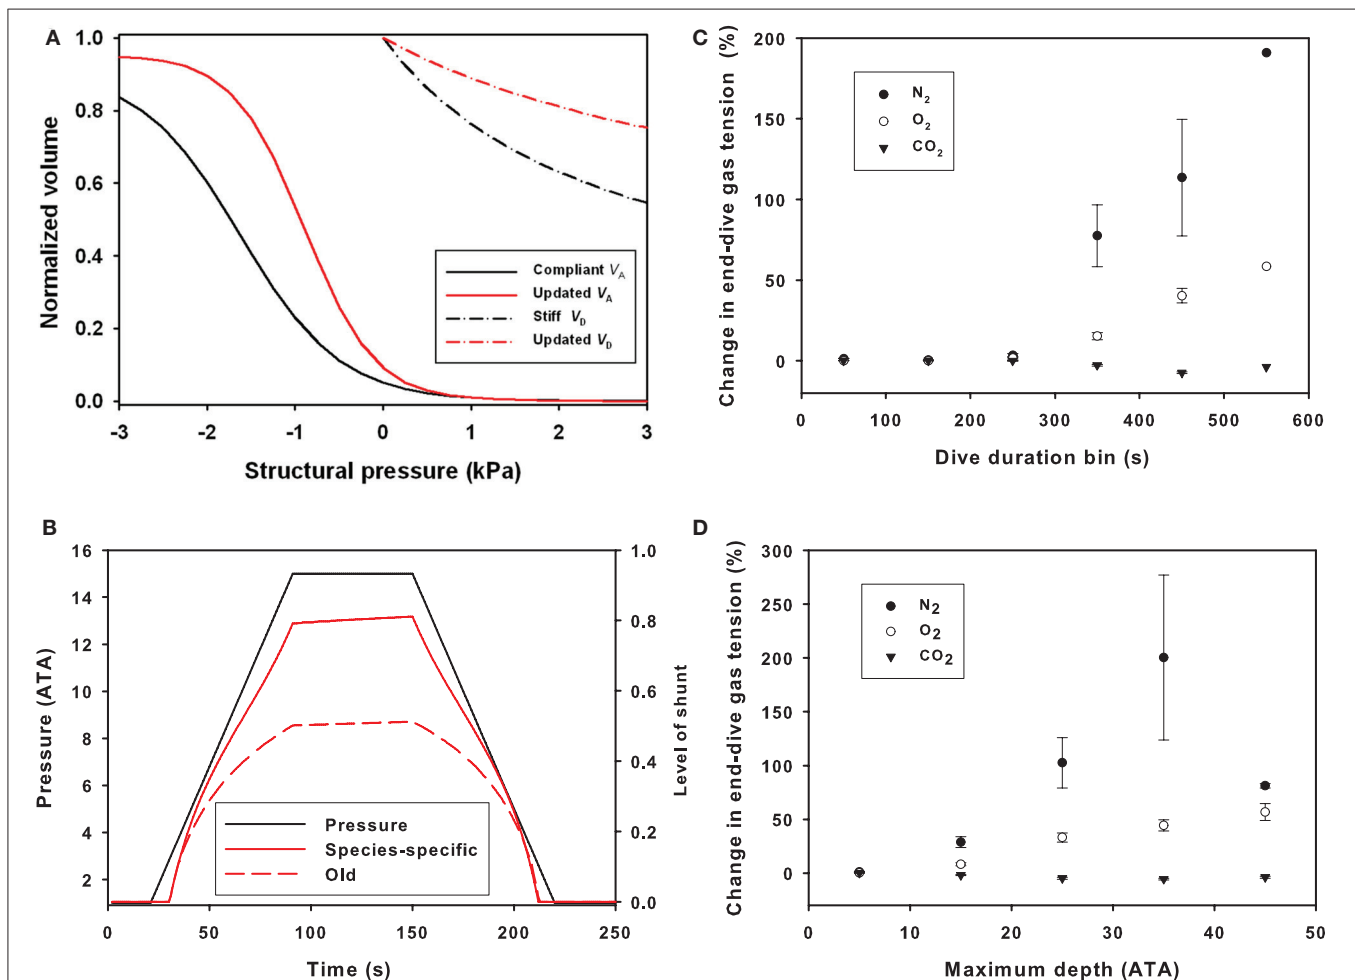 A
Normalized volume
1.0
0.8
0.6
0.4
0.2
0.0
-3 -2 -1 0 1 2 3
Structural pressure (kPa)
Compliant V_A
Updated V_A
Stiff V_D
Updated V_D
C
Change in end-dive gas tension (%)
200
150
100
50
0
0 100 200 300 400 500 600
Dive duration bin (s)
N₂
O₂
CO₂
B
Pressure (ATA)
16
14
12
10
8
6
4
2
0 50 100 150 200 250
Time (s)
1.0
0.8
0.6
0.4
0.2
0.0
Level of shunt
Pressure
Species-specific
Old
D
Change in end-dive gas tension (%)
300
250
200
150
100
50
0
0 10 20 30 40 50
Maximum depth (ATA)
N₂
O₂
CO₂